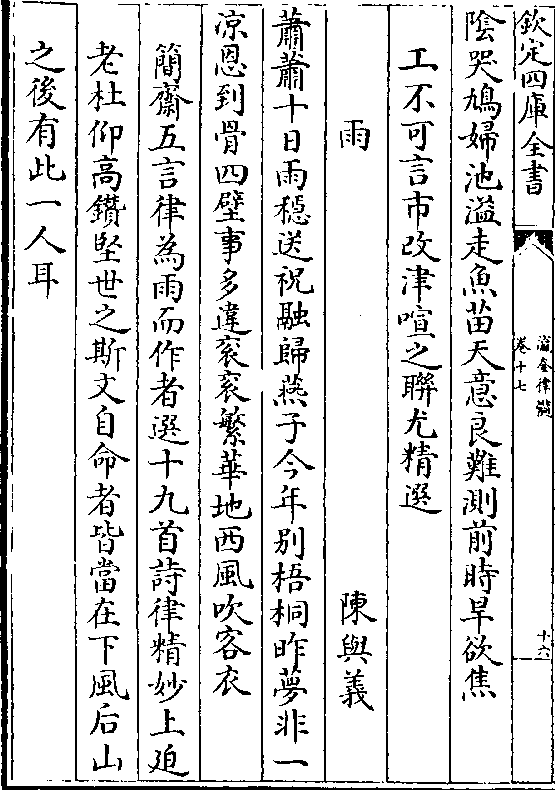 欽定四庫全書
瀛奎律髓
卷十七
十六
陰哭鳩婦池溢走魚苗天意良難測前時旱欲焦
工不可言市改津喧之聯尤精選
雨
陳與義
蕭蕭十日雨穩送祝融歸燕子今年别梧桐昨夢非一
凉恩到骨四壁事多違衮衮繁華地西風吹客衣
簡齋五言律為雨而作者選十九首詩律精妙上迫
老杜仰高鑚堅世之斯文自命者皆當在下風后山
之後有此一人耳